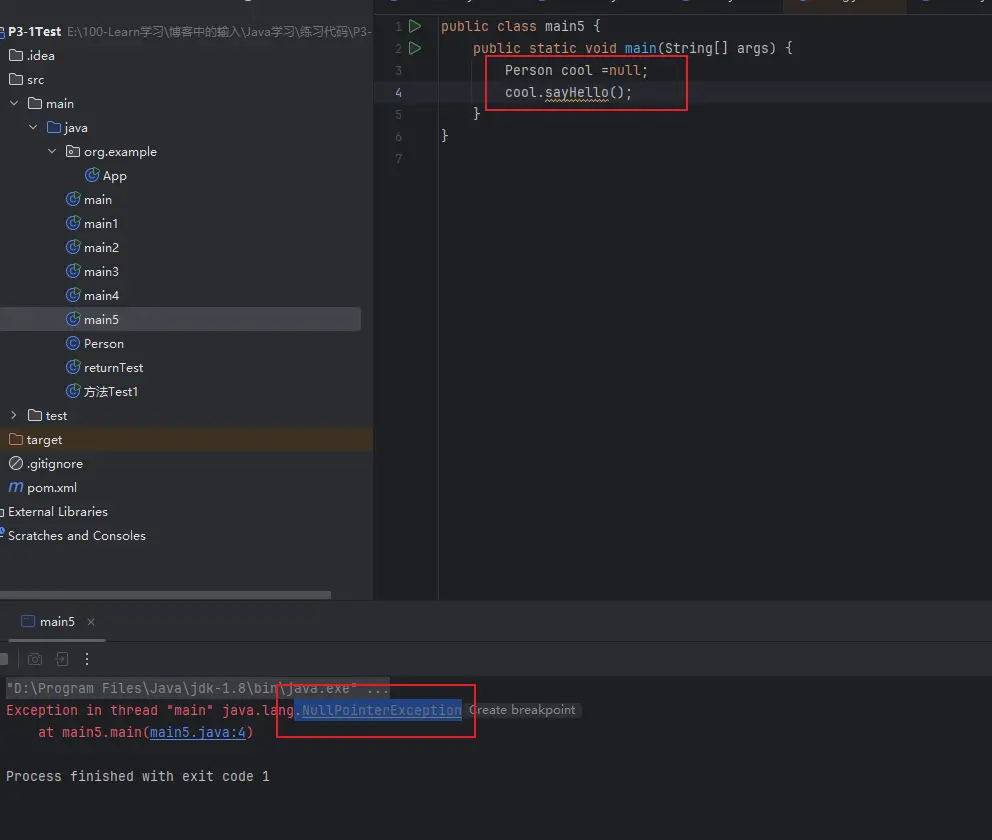 P3-1Test E:\100-Learn学习\博客中的输入\Java学习\练习代码\P3-
.idea
src
main
java
org.example
App
main
main1
main2
main3
main4
main5
Person
returnTest
方法Test1
test
target
.gitignore
pom.xml
External Libraries
Scratches and Consoles
1 public class main5 {
2 public static void main(String[] args) {
3 Person cool =null;
4 cool.sayHello();
5 }
6 }
7
main5
"D:\Program Files\Java\jdk-1.8\bin\java.exe" ...
Exception in thread "main" java.lang.NullPointerException Create breakpoint
at main5.main(main5.java:4)
Process finished with exit code 1